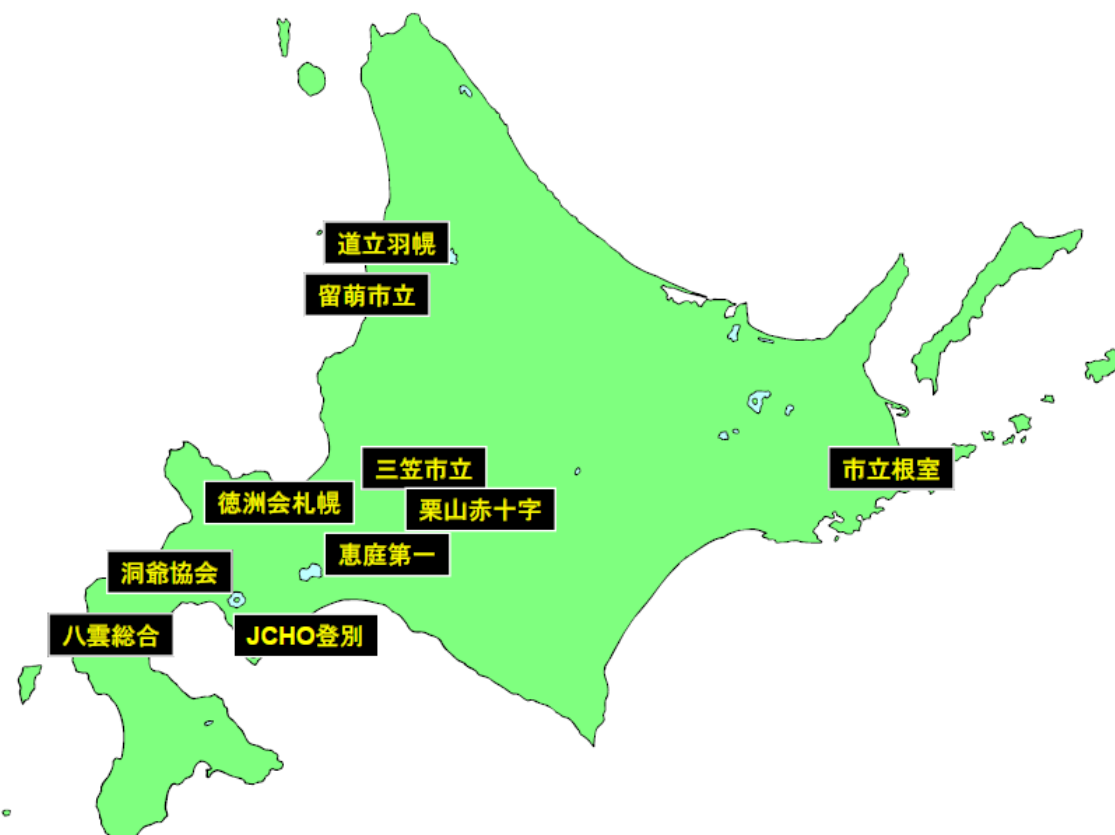 道立羽幌
留萌市立
三笠市立
市立根室
徳洲会札幌
栗山赤十字
恵庭第一
洞爺協会
八雲総合
JCHO登別